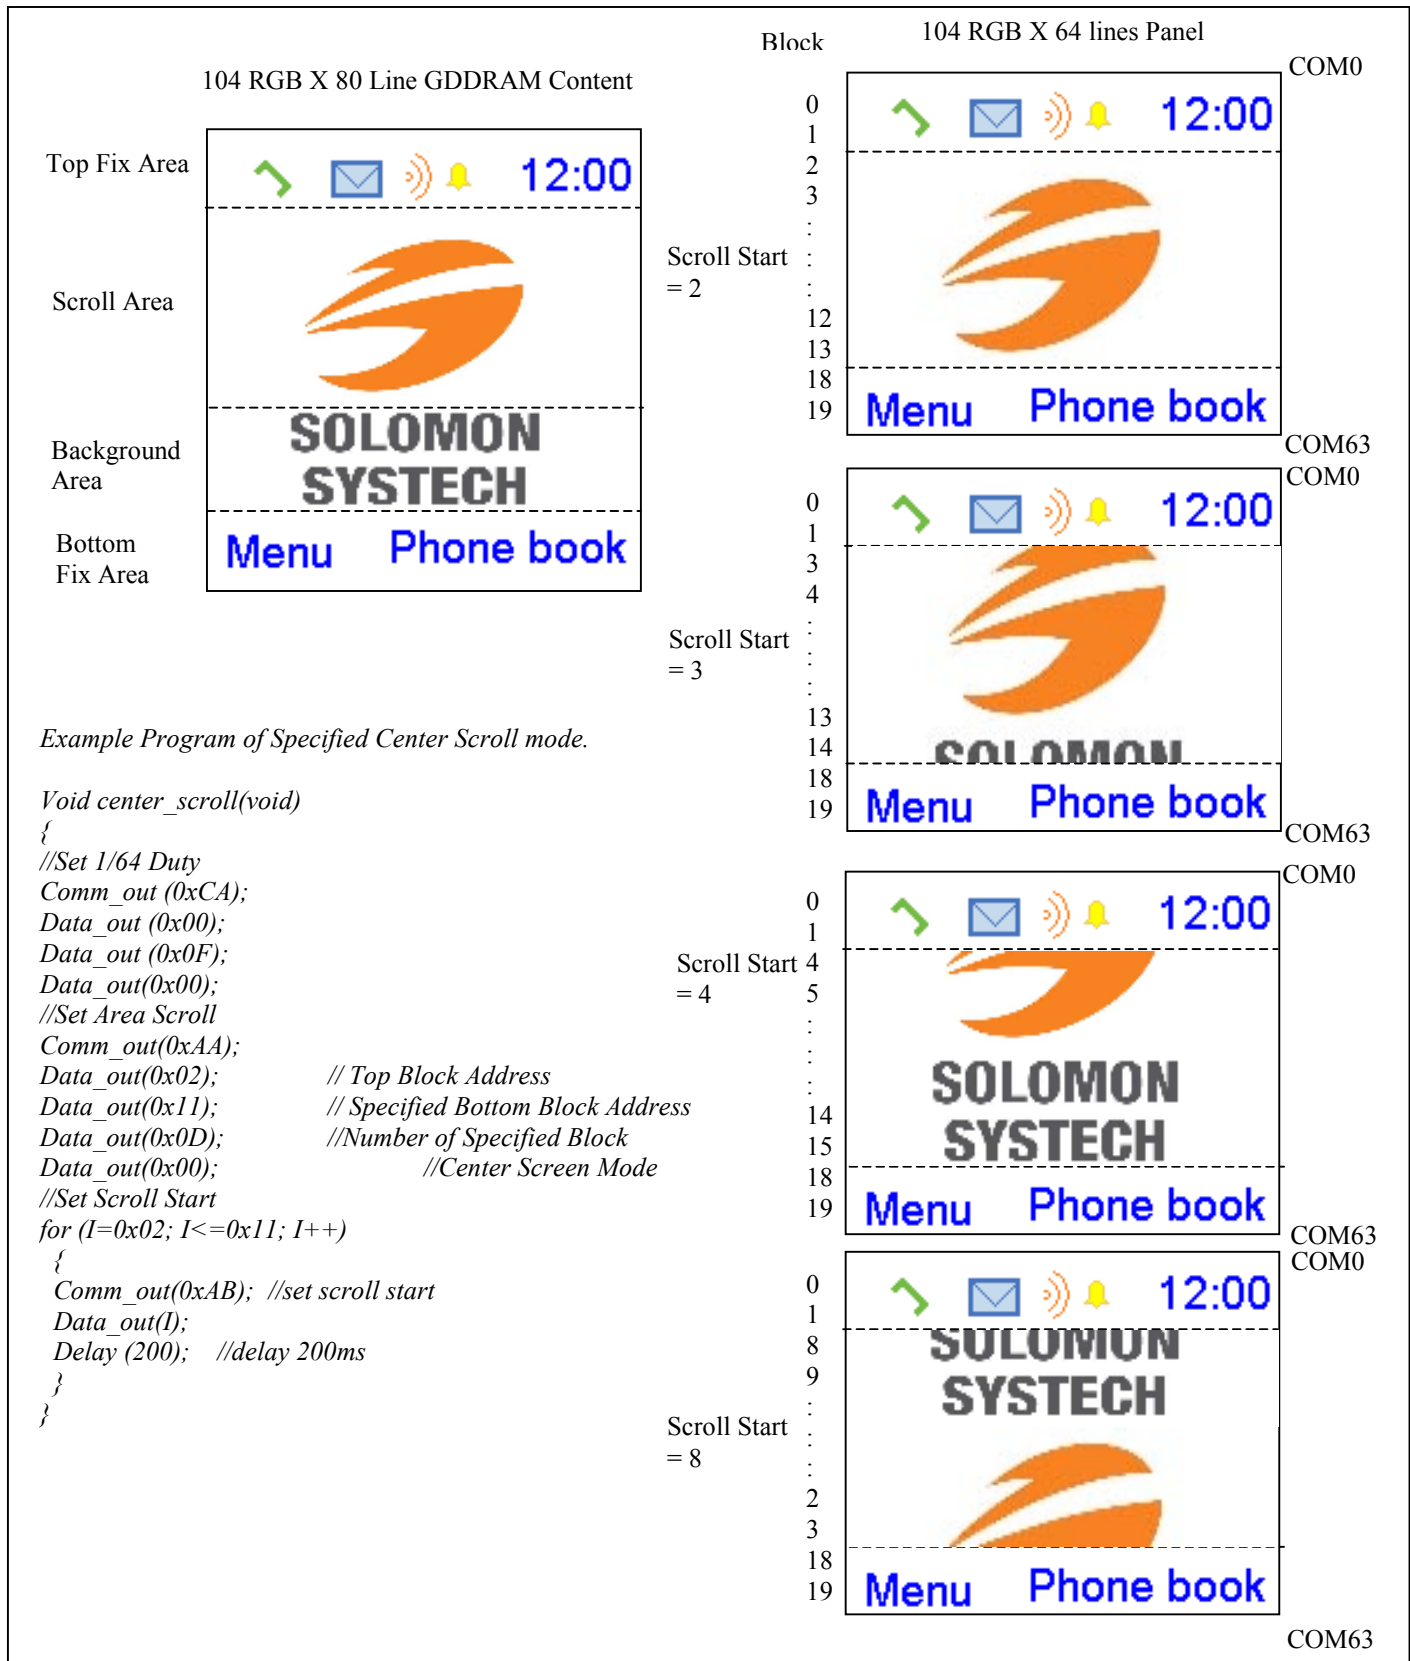 104 RGB X 80 Line GDDRAM Content
Top Fix Area
12:00
Scroll Area
SOLOMON
SYSTECH
Background
Area
Bottom
Fix Area
Menu Phone book
Example Program of Specified Center Scroll mode.
Void center_scroll(void)
{
//Set 1/64 Duty
Comm_out (0xCA);
Data_out (0x00);
Data_out (0x0F);
Data_out(0x00);
//Set Area Scroll
Comm_out(0xAA);
Data_out(0x02); // Top Block Address
Data_out(0x11); // Specified Bottom Block Address
Data_out(0x0D); //Number of Specified Block
Data_out(0x00); //Center Screen Mode
//Set Scroll Start
for (I=0x02; I<=0x11; I++)
{
Comm_out(0xAB); //set scroll start
Data_out(I);
Delay (200); //delay 200ms
}
}
Block
104 RGB X 64 lines Panel
COM0
0
1
2
3
:
:
:
12
13
18
19
Scroll Start
= 2
12:00
Menu Phone book
COM63
COM0
0
1
3
4
:
:
:
13
14
18
19
Scroll Start
= 3
12:00
SOLOMON
Menu Phone book
COM63
COM0
0
1
4
5
:
:
:
14
15
18
19
Scroll Start
= 4
12:00
SOLOMON
SYSTECH
Menu Phone book
COM63
COM0
0
1
8
9
:
:
:
2
3
18
19
Scroll Start
= 8
12:00
SOLOMON
SYSTECH
Menu Phone book
COM63